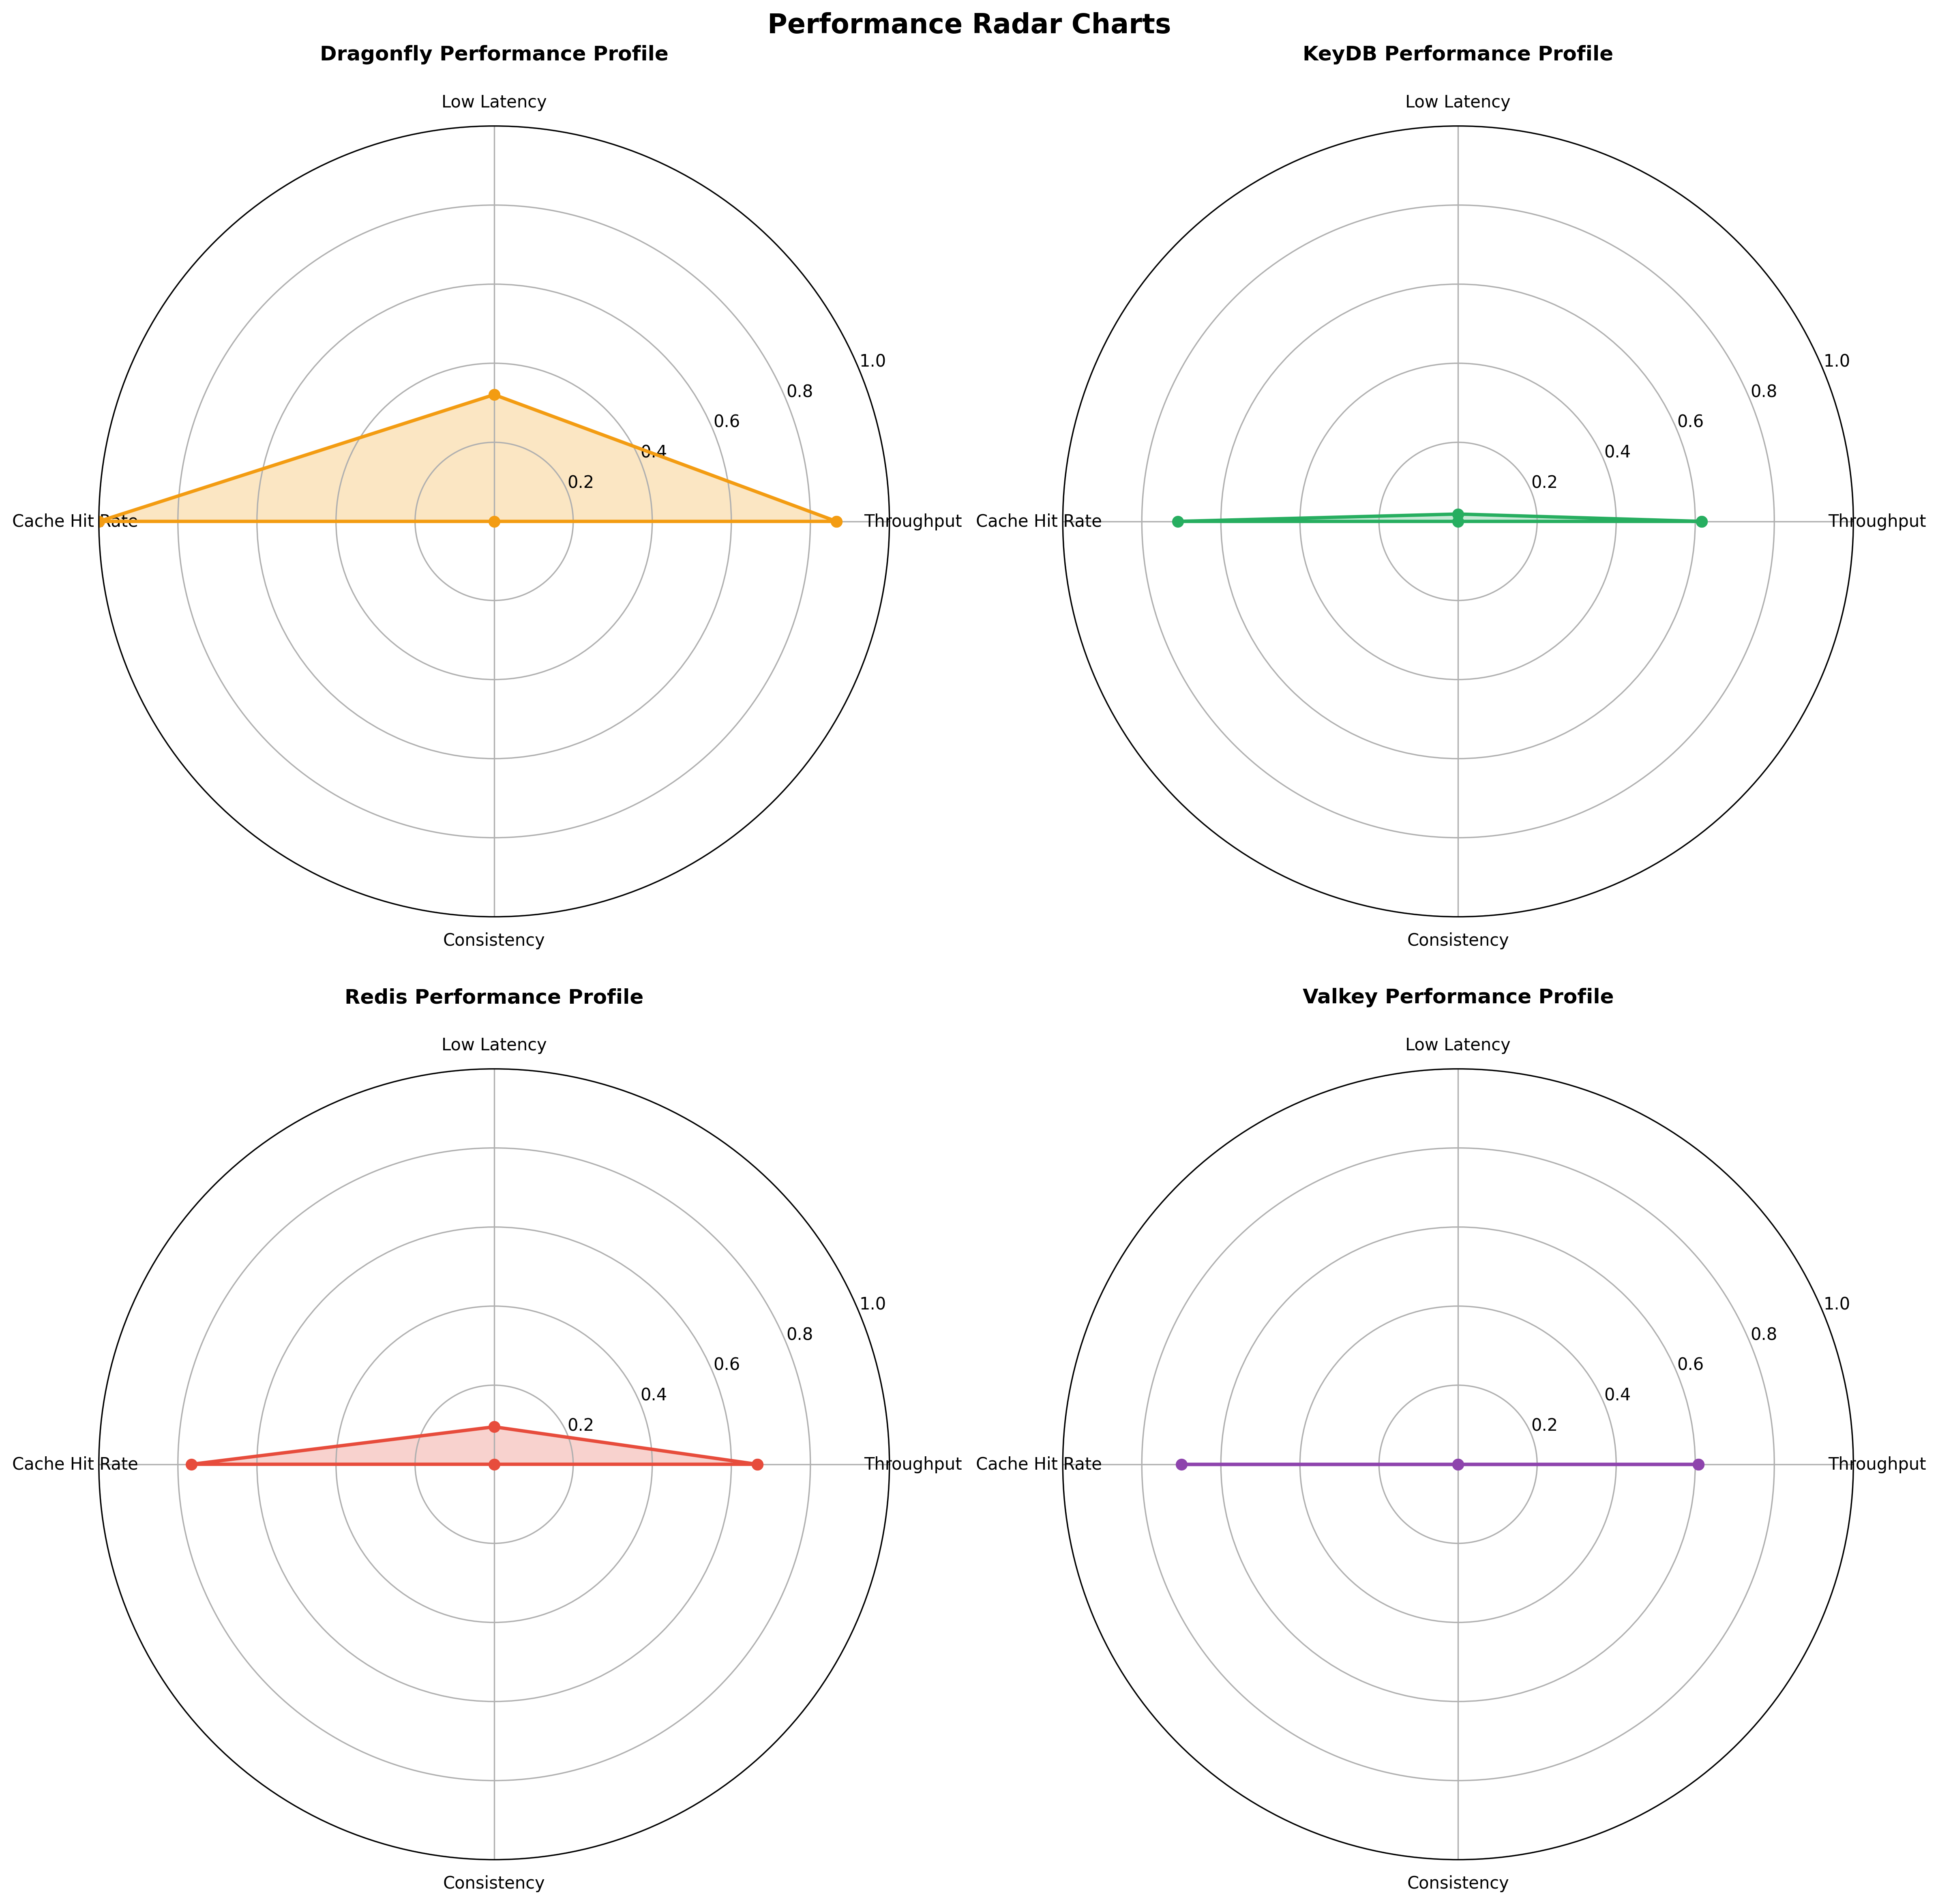 Performance Radar Charts
Dragonfly Performance Profile
Low Latency
1.0
0.8
0.6
0.4
0.2
Cache Hit Rate
Throughput
Consistency
KeyDB Performance Profile
Low Latency
1.0
0.8
0.6
0.4
0.2
Cache Hit Rate
Throughput
Consistency
Redis Performance Profile
Low Latency
1.0
0.8
0.6
0.4
0.2
Cache Hit Rate
Throughput
Consistency
Valkey Performance Profile
Low Latency
1.0
0.8
0.6
0.4
0.2
Cache Hit Rate
Throughput
Consistency